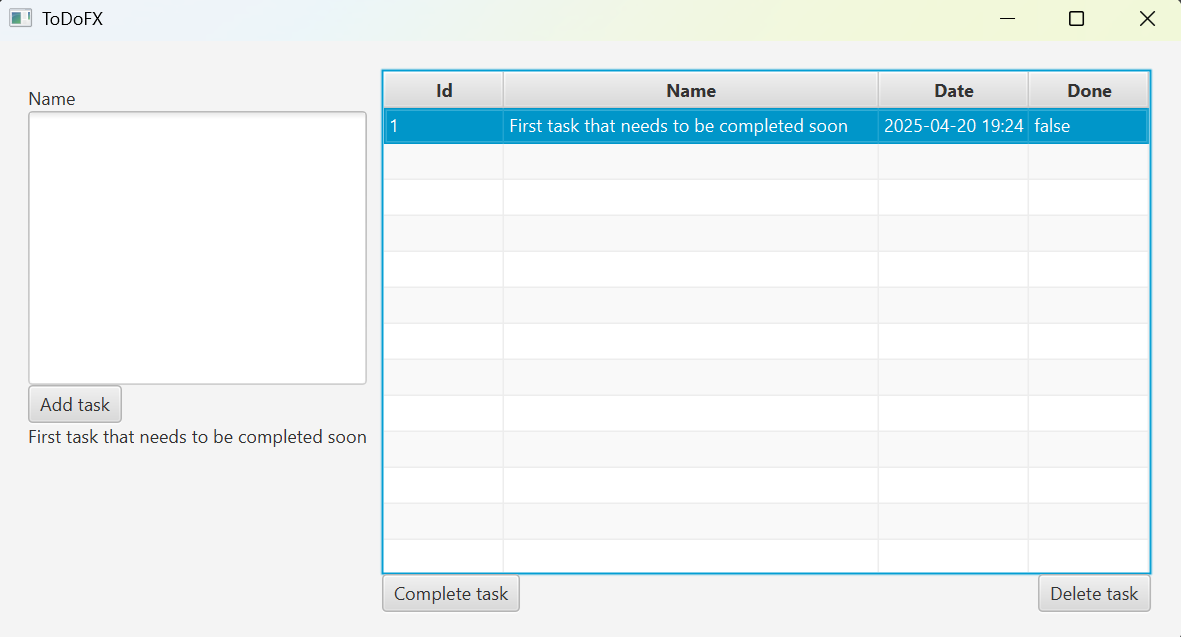 ToDoFX
Name
Add task
First task that needs to be completed soon
Id Name Date Done
1 First task that needs to be completed soon 2025-04-20 19:24 false
Complete task Delete task